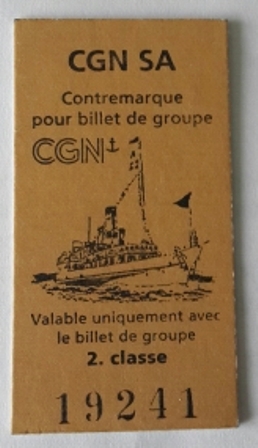 CGN SA
Contremarque
pour billet de groupe
CGN
Valable uniquement avec
le billet de groupe
2. classe
19241